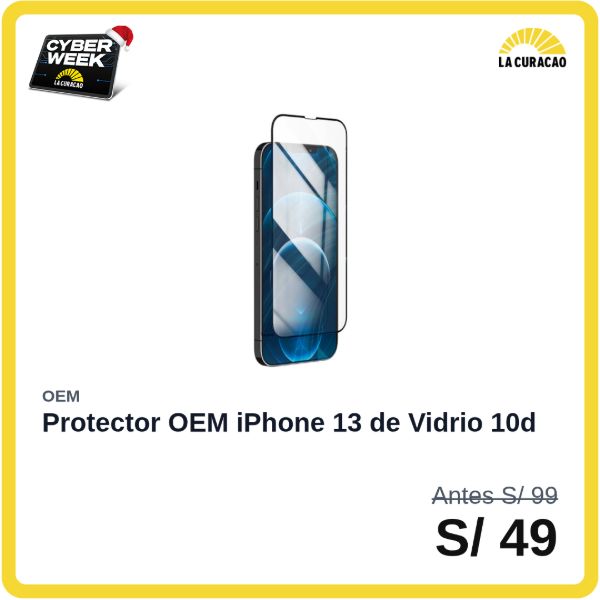 CYBER
WEEK
LA CURACAO
LA CURACAO
OEM
Protector OEM iPhone 13 de Vidrio 10d
Antes S/ 99
S/ 49